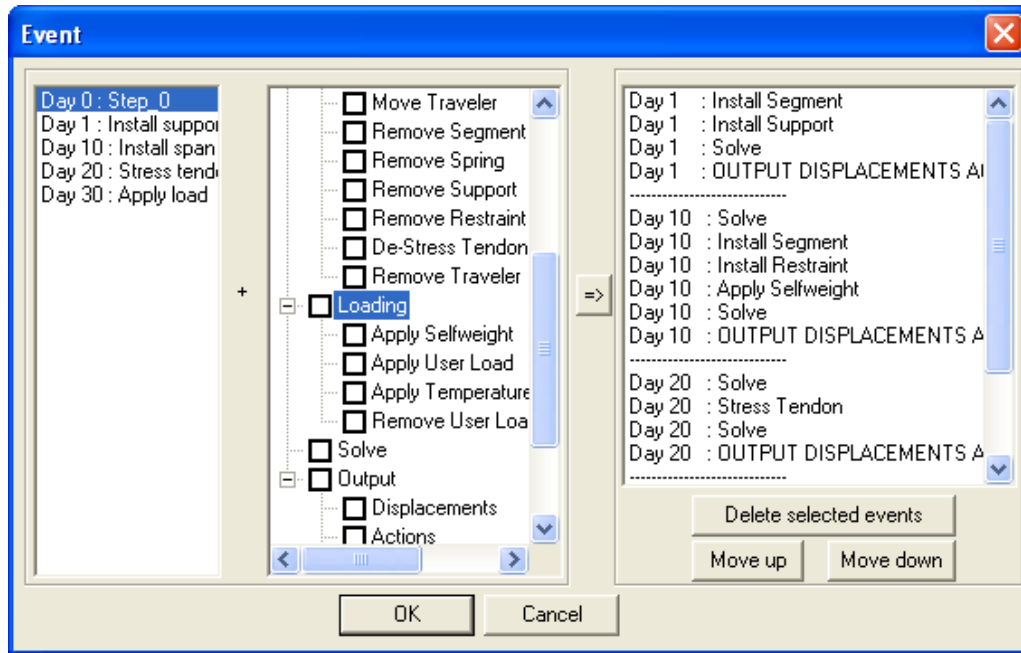 Event
Day 0 : Step_0
Day 1 : Install suppor
Day 10 : Install span
Day 20 : Stress tend
Day 30 : Apply load
+
Move Traveler
Remove Segment
Remove Spring
Remove Support
Remove Restraint
De-Stress Tendon
Remove Traveler
Loading
Apply Selfweight
Apply User Load
Apply Temperature
Remove User Loa
Solve
Output
Displacements
Actions
=>
Day 1 : Install Segment
Day 1 : Install Support
Day 1 : Solve
Day 1 : OUTPUT DISPLACEMENTS A
----------------------------
Day 10 : Solve
Day 10 : Install Segment
Day 10 : Install Restraint
Day 10 : Apply Selfweight
Day 10 : Solve
Day 10 : OUTPUT DISPLACEMENTS A
----------------------------
Day 20 : Solve
Day 20 : Stress Tendon
Day 20 : Solve
Day 20 : OUTPUT DISPLACEMENTS A
----------------------------
Delete selected events
Move up
Move down
OK
Cancel